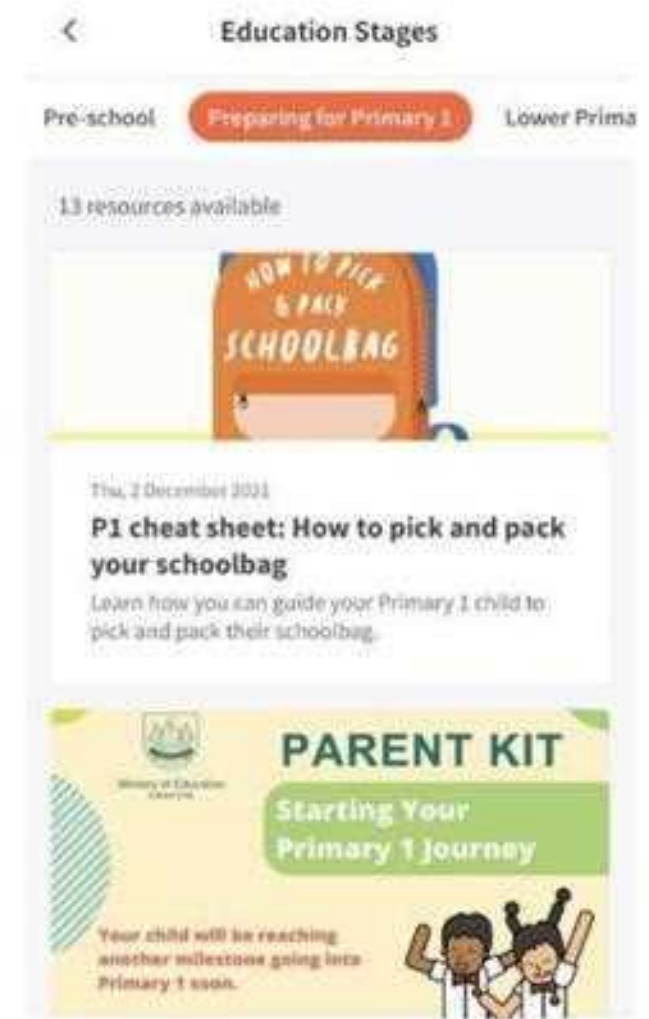 Education Stages
Pre-school
Preparing for Primary 1
Lower Prima
13 resources available
HOW TO PICK
& PACK
SCHOOLBAG
Thu, 2 December 2021
P1 cheat sheet: How to pick and pack
your schoolbag
Learn how you can guide your Primary 1 child to
pick and pack their schoolbag.
PARENT KIT
Ministry of Education
Starting Your
Primary 1 Journey
Your child will be reaching
another milestone going into
Primary 1 soon.